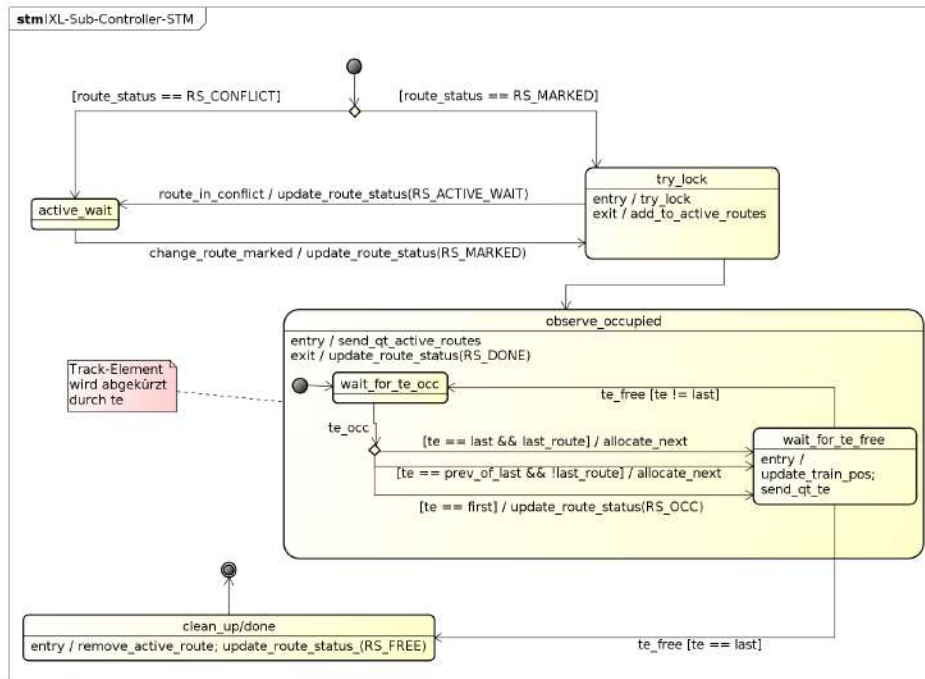 stm IXL-Sub-Controller-STM
[route_status == RS_CONFLICT]
[route_status == RS_MARKED]
try_lock
entry / try_lock
exit / add_to_active_routes
route_in_conflict / update_route_status(RS_ACTIVE_WAIT)
active_wait
change_route_marked / update_route_status(RS_MARKED)
observe_occupied
entry / send_qt_active_routes
exit / update_route_status(RS_DONE)
Track-Element
wird abgekürzt
durch te
wait_for_te_occ
te_free [te != last]
te_occ
[te == last && last_route] / allocate_next
wait_for_te_free
entry /
update_train_pos;
send_qt_te
[te == prev_of_last && !last_route] / allocate_next
[te == first] / update_route_status(RS_OCC)
clean_up/done
entry / remove_active_route; update_route_status_(RS_FREE)
te_free [te == last]